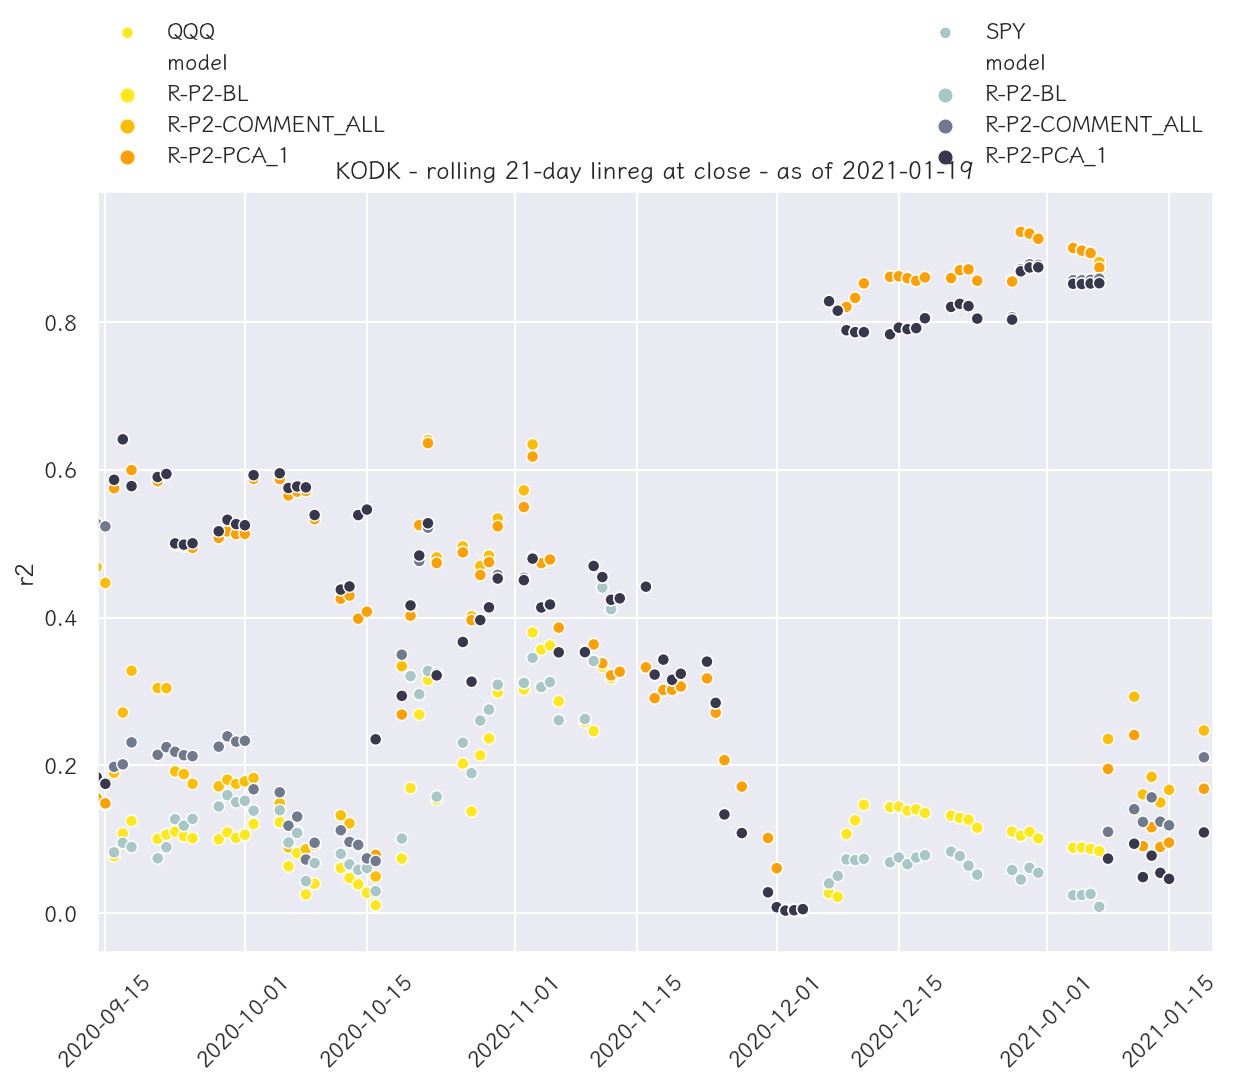 QQQ
model
R-P2-BL
R-P2-COMMENT_ALL
R-P2-PCA_1
SPY
model
R-P2-BL
R-P2-COMMENT_ALL
R-P2-PCA_1
KODK - rolling 21-day linreg at close - as of 2021-01-19
r2
0.8
0.6
0.4
0.2
0.0
2020-09-15
2020-10-01
2020-10-15
2020-11-01
2020-11-15
2020-12-01
2020-12-15
2021-01-01
2021-01-15